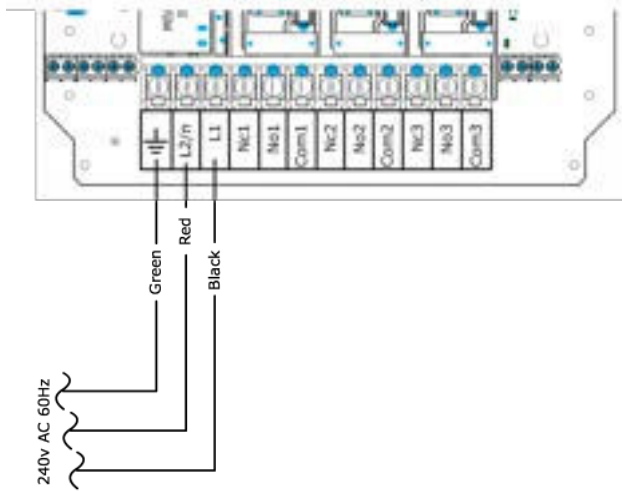 L2/n
L1
Nc1
No1
Com1
Nc2
No2
Com2
Nc3
No3
Com3
Green
Red
Black
240v AC 60Hz